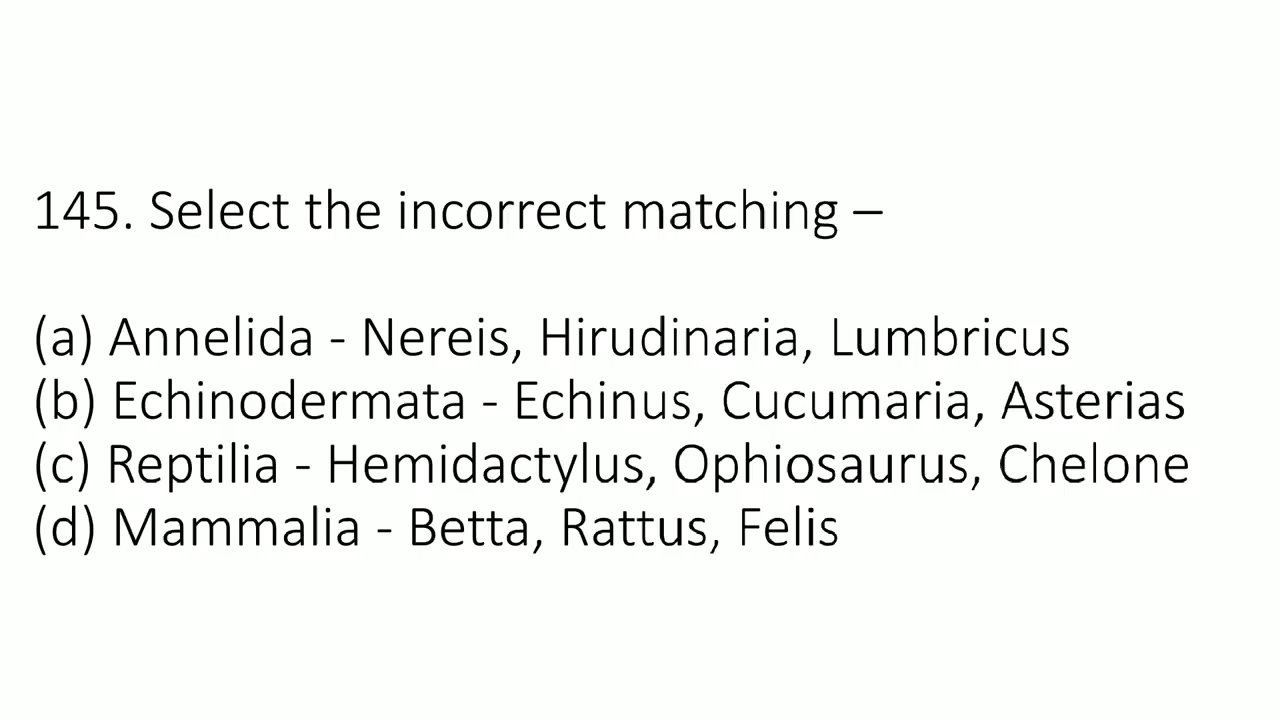 145. Select the incorrect matching –
(a) Annelida - Nereis, Hirudinaria, Lumbricus
(b) Echinodermata - Echinus, Cucumaria, Asterias
(c) Reptilia - Hemidactylus, Ophiosaurus, Chelone
(d) Mammalia - Betta, Rattus, Felis